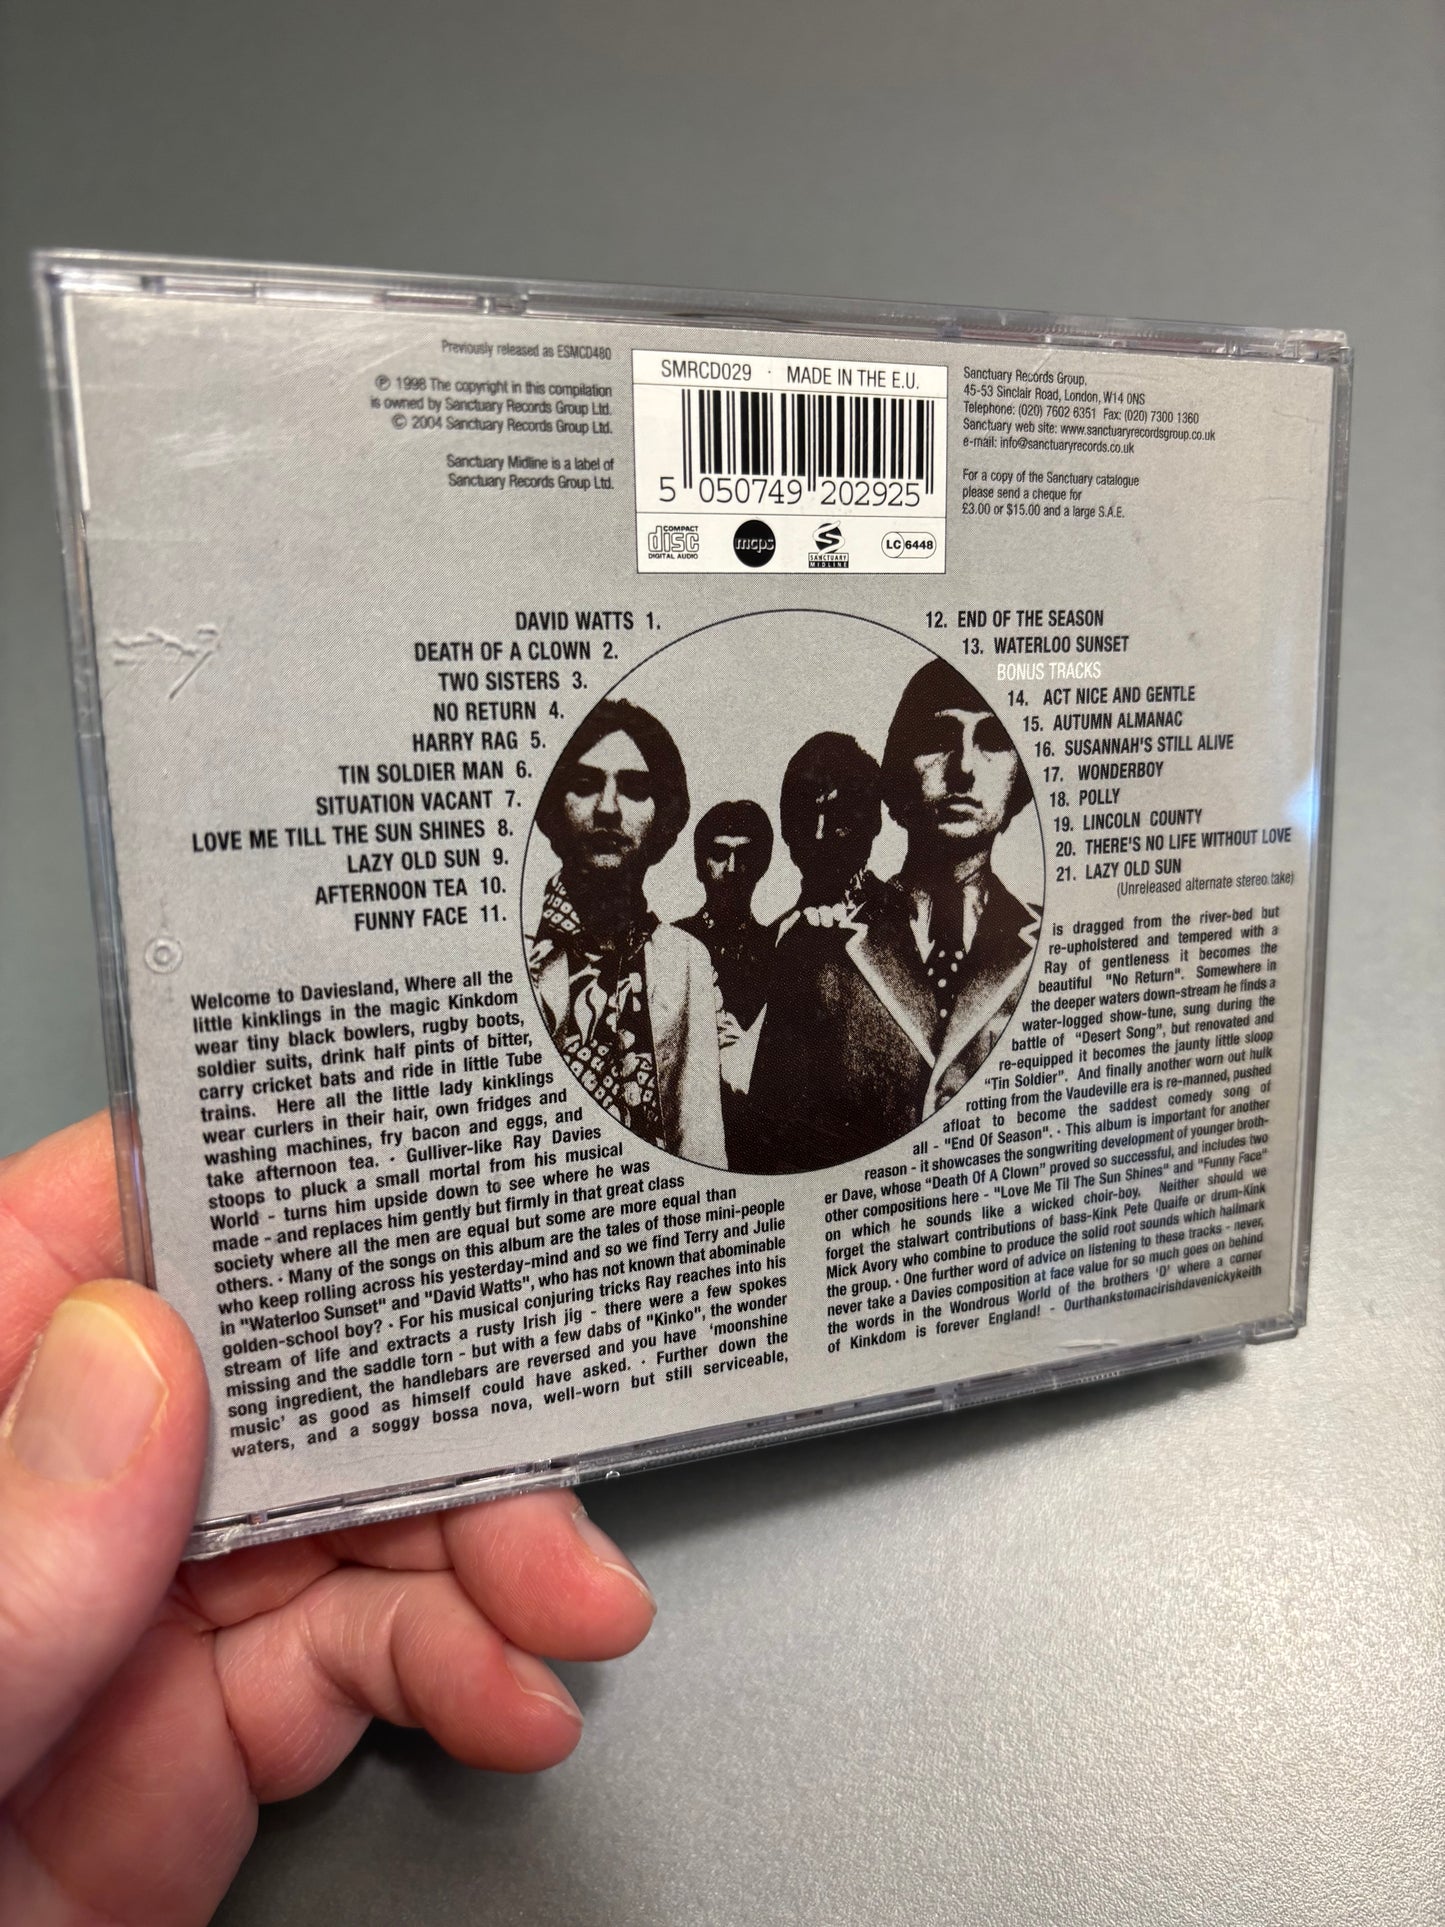 Previously released as ESMCD480
℗ 1998 The copyright in this compilation
is owned by Sanctuary Records Group Ltd.
© 2004 Sanctuary Records Group Ltd.
Sanctuary Midline is a label of
Sanctuary Records Group Ltd.
SMRCD029 · MADE IN THE E.U.
5 050749 202925
COMPACT
disc
DIGITAL AUDIO
mcps
SANCTUARY
MIDLINE
LC 6448
Sanctuary Records Group,
45-53 Sinclair Road, London, W14 0NS
Telephone: (020) 7602 6351 Fax: (020) 7300 1360
Sanctuary web site: www.sanctuaryrecordsgroup.co.uk
e-mail: info@sanctuaryrecords.co.uk
For a copy of the Sanctuary catalogue
please send a cheque for
£3.00 or $15.00 and a large S.A.E.
DAVID WATTS 1.
DEATH OF A CLOWN 2.
TWO SISTERS 3.
NO RETURN 4.
HARRY RAG 5.
TIN SOLDIER MAN 6.
SITUATION VACANT 7.
LOVE ME TILL THE SUN SHINES 8.
LAZY OLD SUN 9.
AFTERNOON TEA 10.
FUNNY FACE 11.
12. END OF THE SEASON
13. WATERLOO SUNSET
BONUS TRACKS
14. ACT NICE AND GENTLE
15. AUTUMN ALMANAC
16. SUSANNAH'S STILL ALIVE
17. WONDERBOY
18. POLLY
19. LINCOLN COUNTY
20. THERE'S NO LIFE WITHOUT LOVE
21. LAZY OLD SUN
(Unreleased alternate stereo take)
Welcome to Daviesland, Where all the
little kinklings in the magic Kinkdom
wear tiny black bowlers, rugby boots,
soldier suits, drink half pints of bitter,
carry cricket bats and ride in little Tube
trains. Here all the little lady kinklings
wear curlers in their hair, own fridges and
washing machines, fry bacon and eggs, and
take afternoon tea. · Gulliver-like Ray Davies
stoops to pluck a small mortal from his musical
World - turns him upside down to see where he was
made - and replaces him gently but firmly in that great class
society where all the men are equal but some are more equal than
others. · Many of the songs on this album are the tales of those mini-people
who keep rolling across his yesterday-mind and so we find Terry and Julie
in "Waterloo Sunset" and "David Watts", who has not known that abominable
golden-school boy? · For his musical conjuring tricks Ray reaches into his
stream of life and extracts a rusty Irish jig - there were a few spokes
missing and the saddle torn - but with a few dabs of "Kinko", the wonder
song ingredient, the handlebars are reversed and you have 'moonshine
music' as good as himself could have asked. · Further down the
waters, and a soggy bossa nova, well-worn but still serviceable,
is dragged from the river-bed but
re-upholstered and tempered with a
Ray of gentleness it becomes the
beautiful "No Return". Somewhere in
the deeper waters down-stream he finds a
water-logged show-tune, sung during the
battle of "Desert Song", but renovated and
re-equipped it becomes the jaunty little sloop
"Tin Soldier". And finally another worn out hulk
rotting from the Vaudeville era is re-manned, pushed
afloat to become the saddest comedy song of
all - "End Of Season". · This album is important for another
reason - it showcases the songwriting development of younger broth-
er Dave, whose "Death Of A Clown" proved so successful, and includes two
other compositions here - "Love Me Til The Sun Shines" and "Funny Face"
on which he sounds like a wicked choir-boy. Neither should we
forget the stalwart contributions of bass-Kink Pete Quaife or drum-Kink
Mick Avory who combine to produce the solid root sounds which hallmark
the group. · One further word of advice on listening to these tracks - never,
never take a Davies composition at face value for so much goes on behind
the words in the Wondrous World of the brothers 'D' where a corner
of Kinkdom is forever England! - Ourthankstomacirishdavenickykeith